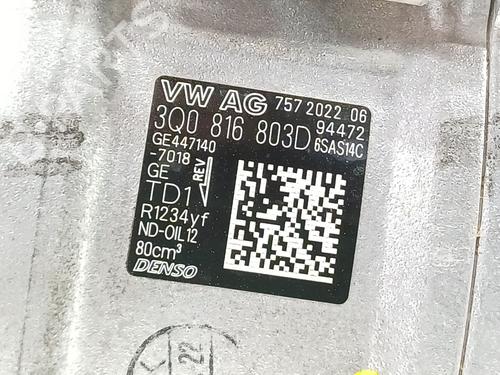 VW AG 757 2022 06
3Q0 816 803D 94472
6SAS14C
GE447140
-7018
REV
GE
TD1
R1234yf
ND-OIL12
80cm³
DENSO
22